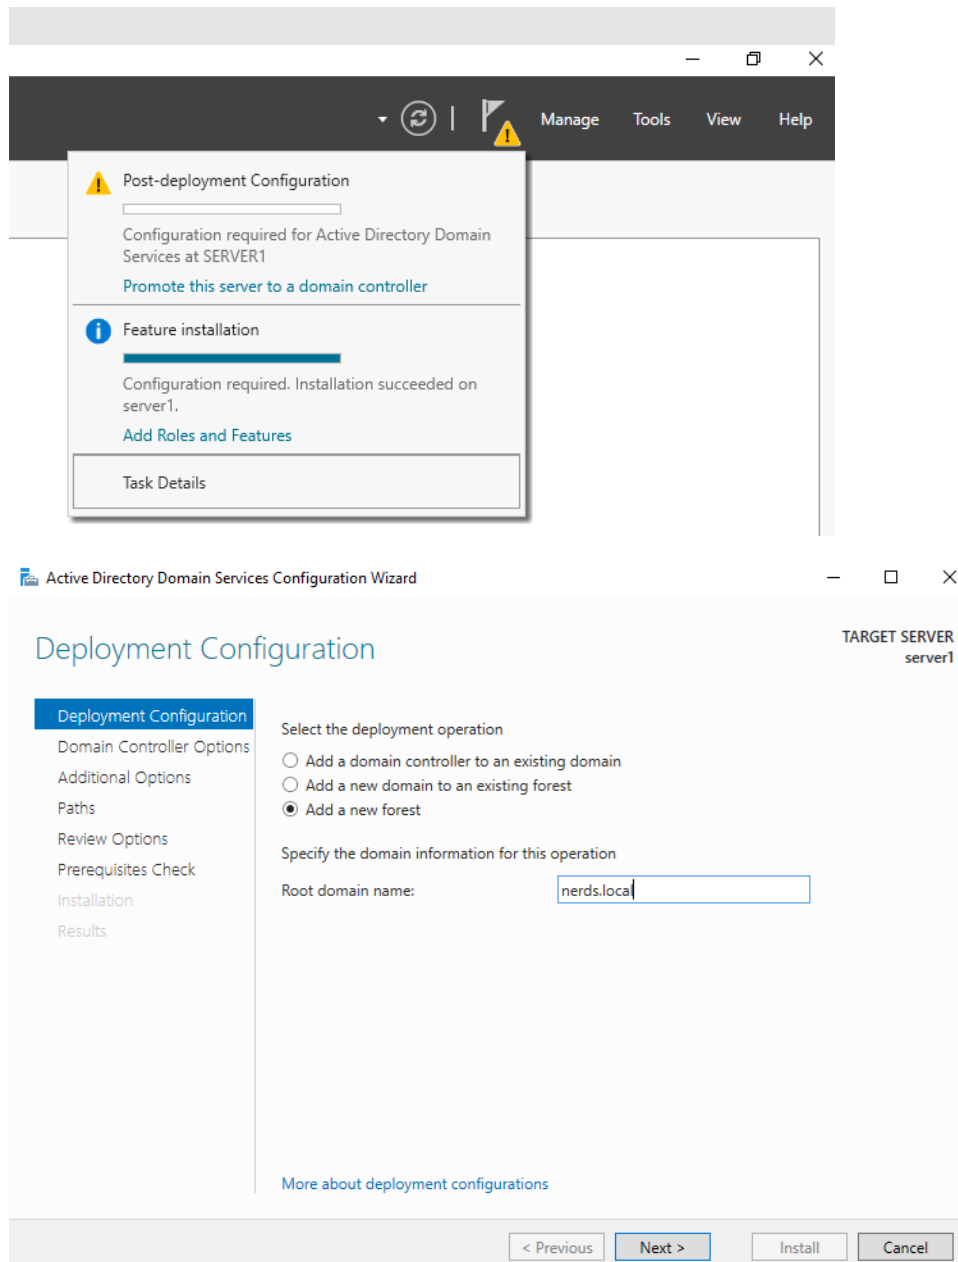 Manage Tools View Help
Post-deployment Configuration
Configuration required for Active Directory Domain
Services at SERVER1
Promote this server to a domain controller
Feature installation
Configuration required. Installation succeeded on
server1.
Add Roles and Features
Task Details
Active Directory Domain Services Configuration Wizard
Deployment Configuration
TARGET SERVER
server1
Deployment Configuration
Domain Controller Options
Additional Options
Paths
Review Options
Prerequisites Check
Installation
Results
Select the deployment operation
Add a domain controller to an existing domain
Add a new domain to an existing forest
Add a new forest
Specify the domain information for this operation
Root domain name: nerds.local
More about deployment configurations
< Previous Next > Install Cancel